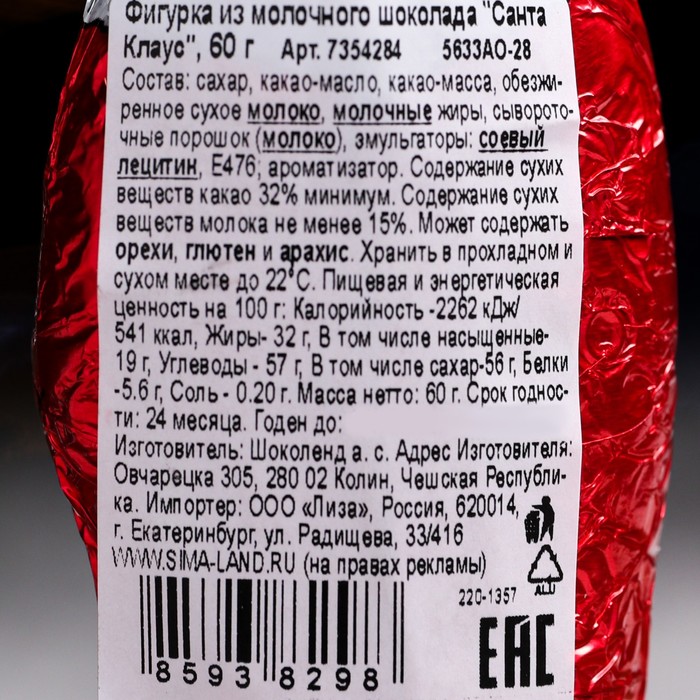 Фигурка из молочного шоколада "Санта
Клаус", 60 г Арт. 7354284 5633АО-28
Состав: сахар, какао-масло, какао-масса, обезжи-
ренное сухое молоко, молочные жиры, сыворото-
чные порошок (молоко), эмульгаторы: соевый
лецитин, Е476; ароматизатор. Содержание сухих
веществ какао 32% минимум. Содержание сухих
веществ молока не менее 15%. Может содержать
орехи, глютен и арахис. Хранить в прохладном и
сухом месте до 22°С. Пищевая и энергетическая
ценность на 100 г: Калорийность -2262 кДж/
541 ккал, Жиры- 32 г, В том числе насыщенные-
19 г, Углеводы - 57 г, В том числе сахар-56 г, Белки
-5.6 г, Соль - 0.20 г. Масса нетто: 60 г. Срок годнос-
ти: 24 месяца. Годен до:
Изготовитель: Шоколенд а. с. Адрес Изготовителя:
Овчарецка 305, 280 02 Колин, Чешская Республи-
ка. Импортер: ООО «Лиза», Россия, 620014,
г. Екатеринбург, ул. Радищева, 33/416
WWW.SIMA-LAND.RU (на правах рекламы)
ALU
220-1357
8593 8298
EAC